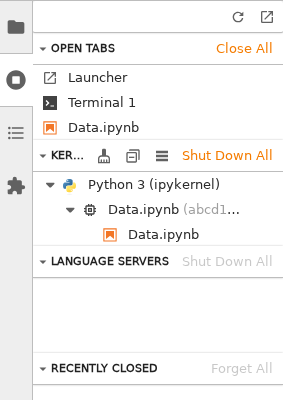 OPEN TABS Close All
Launcher
Terminal 1
Data.ipynb
KER... Shut Down All
Python 3 (ipykernel)
Data.ipynb (abcd1...
Data.ipynb
LANGUAGE SERVERS Shut Down All
RECENTLY CLOSED Forget All